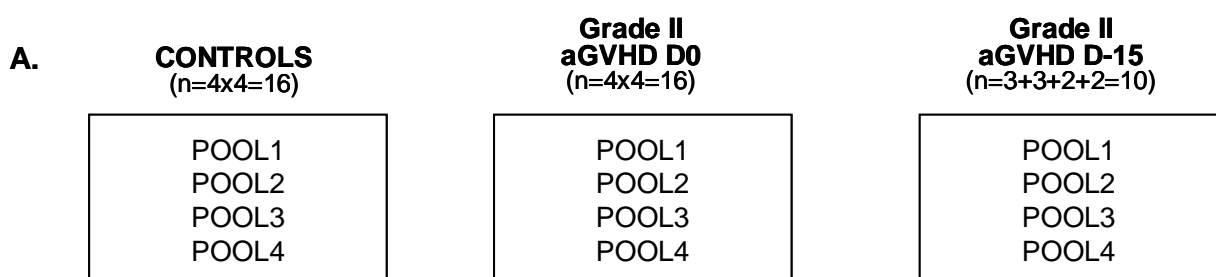 A.
CONTROLS
(n=4x4=16)
POOL1
POOL2
POOL3
POOL4
Grade II
aGVHD D0
(n=4x4=16)
POOL1
POOL2
POOL3
POOL4
Grade II
aGVHD D-15
(n=3+3+2+2=10)
POOL1
POOL2
POOL3
POOL4